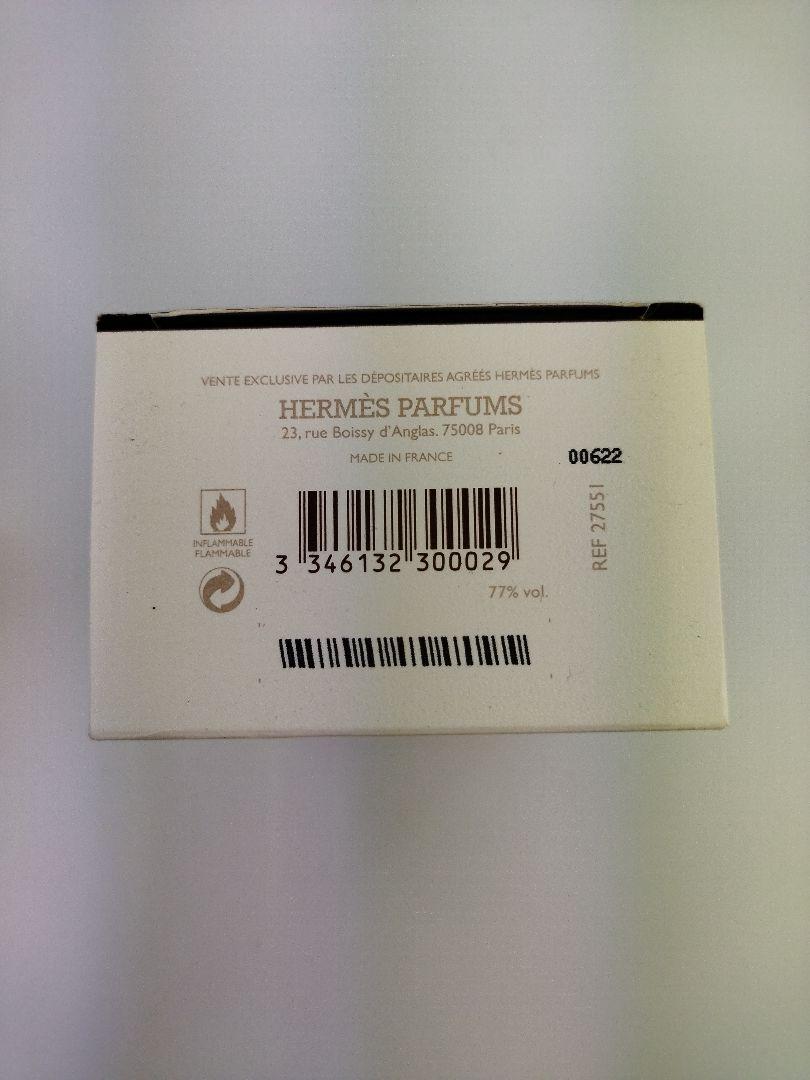 VENTE EXCLUSIVE PAR LES DÉPOSITAIRES AGRÉÉS HERMÈS PARFUMS
HERMÈS PARFUMS
23, rue Boissy d'Anglas. 75008 Paris
MADE IN FRANCE
00622
REF 27551
INFLAMMABLE
FLAMMABLE
3 346132 300029
77% vol.